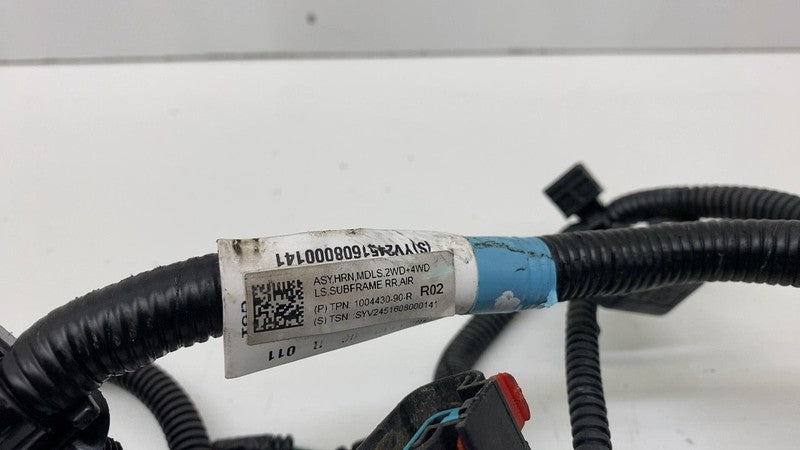 (S)YV2451608000141
ASY,HRN,MDLS,2WD+4WD
LS,SUBFRAME RR,AIR
(P) TPN: 1004430-90-R R02
(S) TSN: SYV2451608000141
011